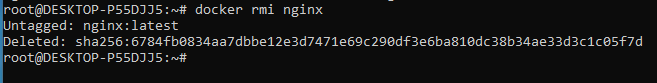 root@DESKTOP-P55DJJ5:~# docker rmi nginx
Untagged: nginx:latest
Deleted: sha256:6784fb0834aa7dbbe12e3d7471e69c290df3e6ba810dc38b34ae33d3c1c05f7d
root@DESKTOP-P55DJJ5:~#